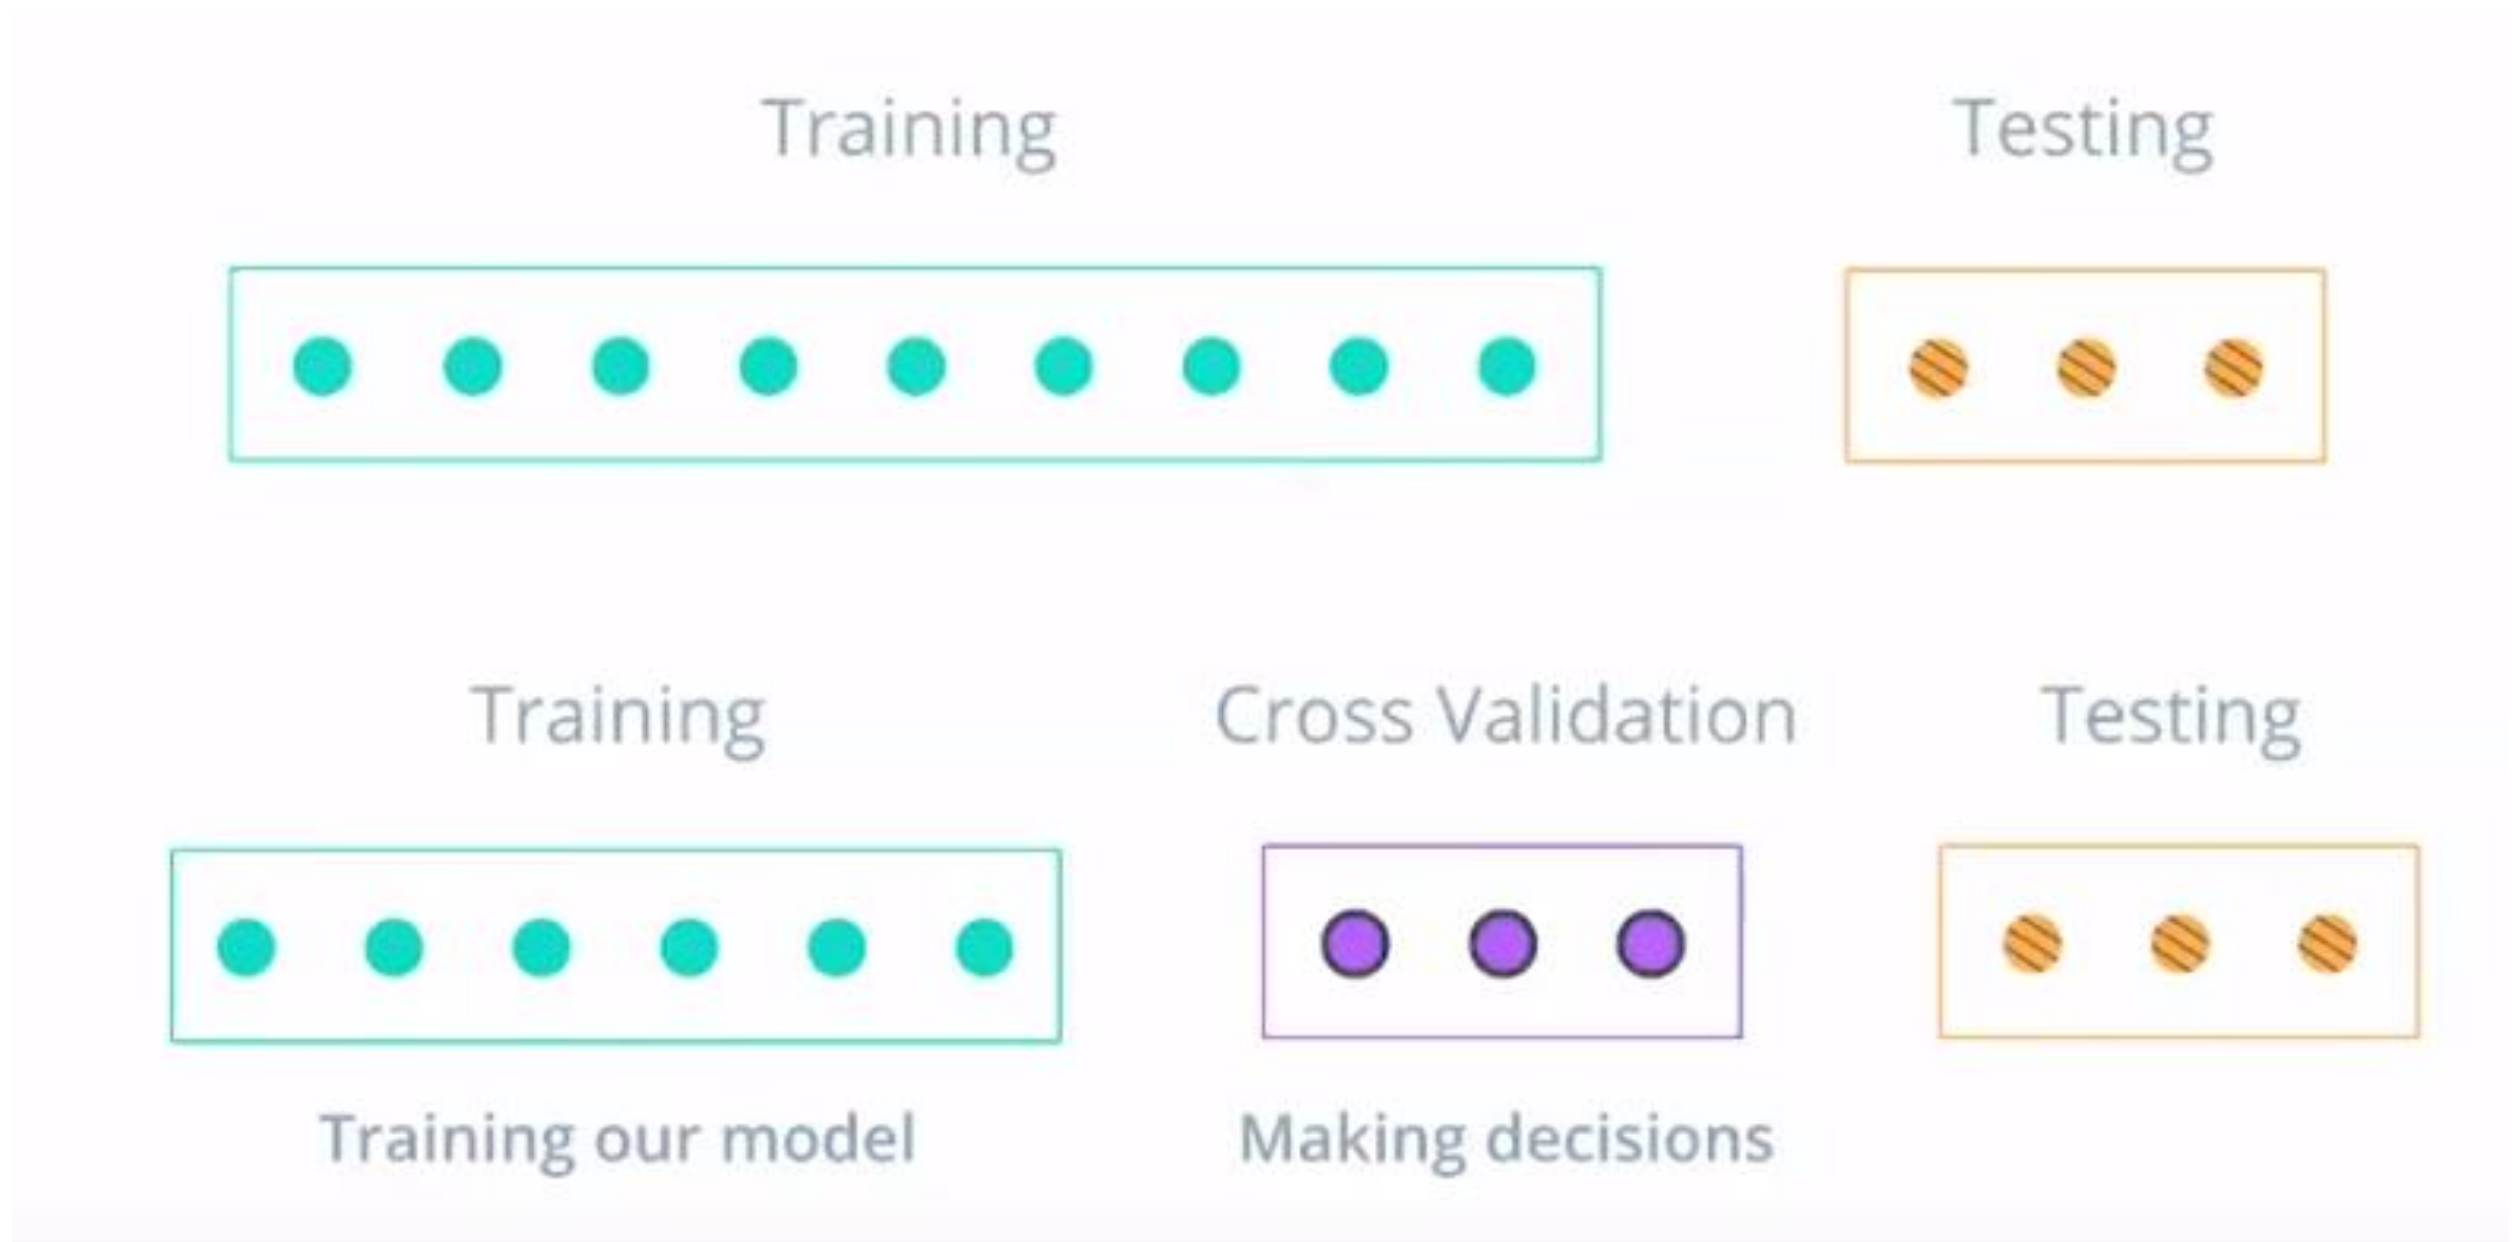 Training
Testing
Training
Cross Validation
Testing
Training our model
Making decisions